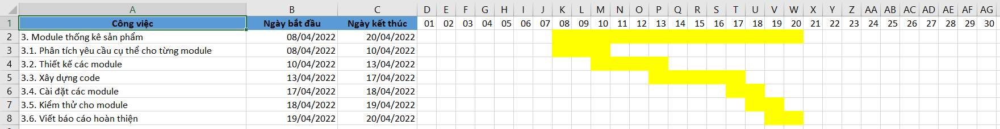 A B C D E F G H I J K L M N O P Q R S T U V W X Y Z AA AB AC AD AE AF AG
1 Công việc Ngày bắt đầu Ngày kết thúc 01 02 03 04 05 06 07 08 09 10 11 12 13 14 15 16 17 18 19 20 21 22 23 24 25 26 27 28 29 30
2 3. Module thống kê sản phẩm 08/04/2022 20/04/2022
3 3.1. Phân tích yêu cầu cụ thể cho từng module 08/04/2022 10/04/2022
4 3.2. Thiết kế các module 10/04/2022 13/04/2022
5 3.3. Xây dựng code 13/04/2022 17/04/2022
6 3.4. Cài đặt các module 17/04/2022 18/04/2022
7 3.5. Kiểm thử cho module 18/04/2022 19/04/2022
8 3.6. Viết báo cáo hoàn thiện 19/04/2022 20/04/2022